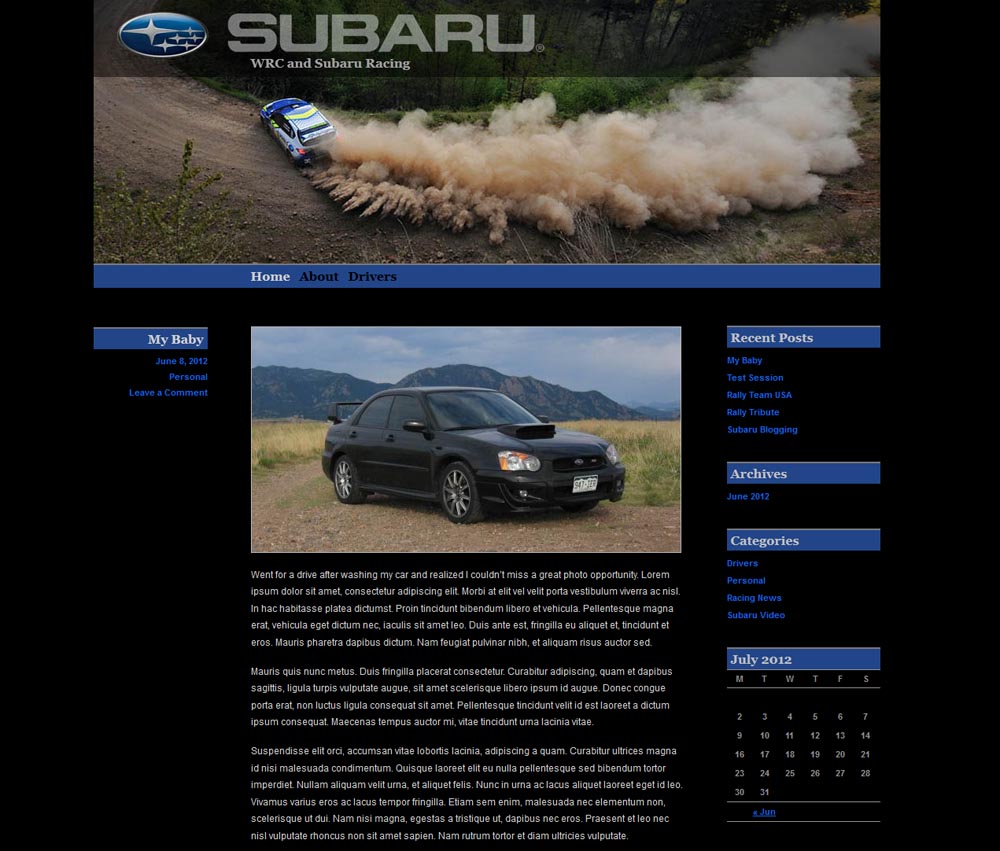 SUBARU®
WRC and Subaru Racing
Home About Drivers
My Baby
June 8, 2012
Personal
Leave a Comment
Went for a drive after washing my car and realized I couldn't miss a great photo opportunity. Lorem
ipsum dolor sit amet, consectetur adipiscing elit. Morbi at elit vel velit porta vestibulum viverra ac nisl.
In hac habitasse platea dictumst. Proin tincidunt bibendum libero et vehicula. Pellentesque magna
erat, vehicula eget dictum nec, iaculis sit amet leo. Duis ante est, fringilla eu aliquet et, tincidunt et
eros. Mauris pharetra dapibus dictum. Nam feugiat pulvinar nibh, et aliquam risus auctor sed.
Mauris quis nunc metus. Duis fringilla placerat consectetur. Curabitur adipiscing, quam et dapibus
sagittis, ligula turpis vulputate augue, sit amet scelerisque libero ipsum id augue. Donec congue
porta erat, non luctus ligula consequat sit amet. Pellentesque tincidunt velit id est laoreet a dictum
ipsum consequat. Maecenas tempus auctor mi, vitae tincidunt urna lacinia vitae.
Suspendisse elit orci, accumsan vitae lobortis lacinia, adipiscing a quam. Curabitur ultrices magna
id nisi malesuada condimentum. Quisque laoreet elit eu nulla pellentesque sed bibendum tortor
imperdiet. Nullam aliquam velit urna, et aliquet felis. Nunc in urna ac lacus aliquet laoreet eget id leo.
Vivamus varius eros ac lacus tempor fringilla. Etiam sem enim, malesuada nec elementum non,
scelerisque ut dui. Nam nisi magna, egestas a tristique ut, dapibus nec eros. Praesent et leo nec
nisl vulputate rhoncus non sit amet sapien. Nam rutrum tortor et diam ultricies vulputate.
Recent Posts
My Baby
Test Session
Rally Team USA
Rally Tribute
Subaru Blogging
Archives
June 2012
Categories
Drivers
Personal
Racing News
Subaru Video
July 2012
M T W T F S
2 3 4 5 6 7
9 10 11 12 13 14
16 17 18 19 20 21
23 24 25 26 27 28
30 31
« Jun